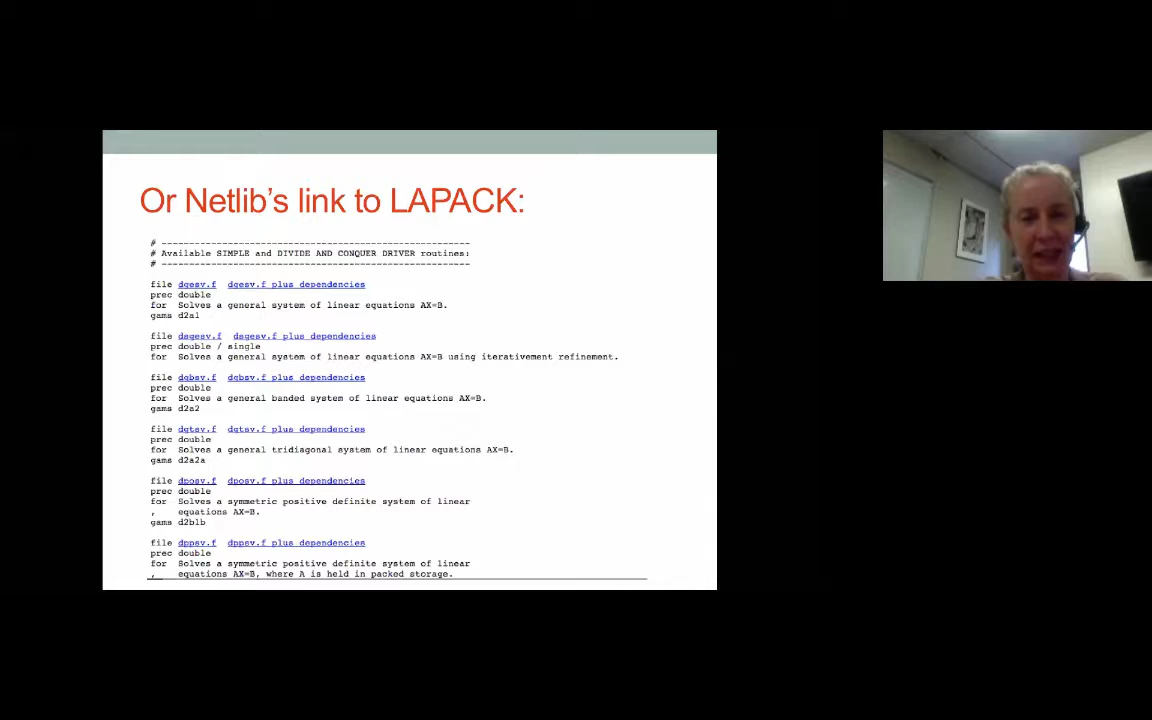 Or Netlib’s link to LAPACK:
# ----------------------------------------------------------
# Available SIMPLE and DIVIDE AND CONQUER DRIVER routines:
# ----------------------------------------------------------
file dgesv.f dgesv.f plus dependencies
prec double
for Solves a general system of linear equations AX=B.
gams d2a1
file dsgesv.f dsgesv.f plus dependencies
prec double / single
for Solves a general system of linear equations AX=B using iterativement refinement.
file dgbsv.f dgbsv.f plus dependencies
prec double
for Solves a general banded system of linear equations AX=B.
gams d2a2
file dgtsv.f dgtsv.f plus dependencies
prec double
for Solves a general tridiagonal system of linear equations AX=B.
gams d2a2a
file dposv.f dposv.f plus dependencies
prec double
for Solves a symmetric positive definite system of linear
, equations AX=B.
gams d2b1b
file dppsv.f dppsv.f plus dependencies
prec double
for Solves a symmetric positive definite system of linear
, equations AX=B, where A is held in packed storage.